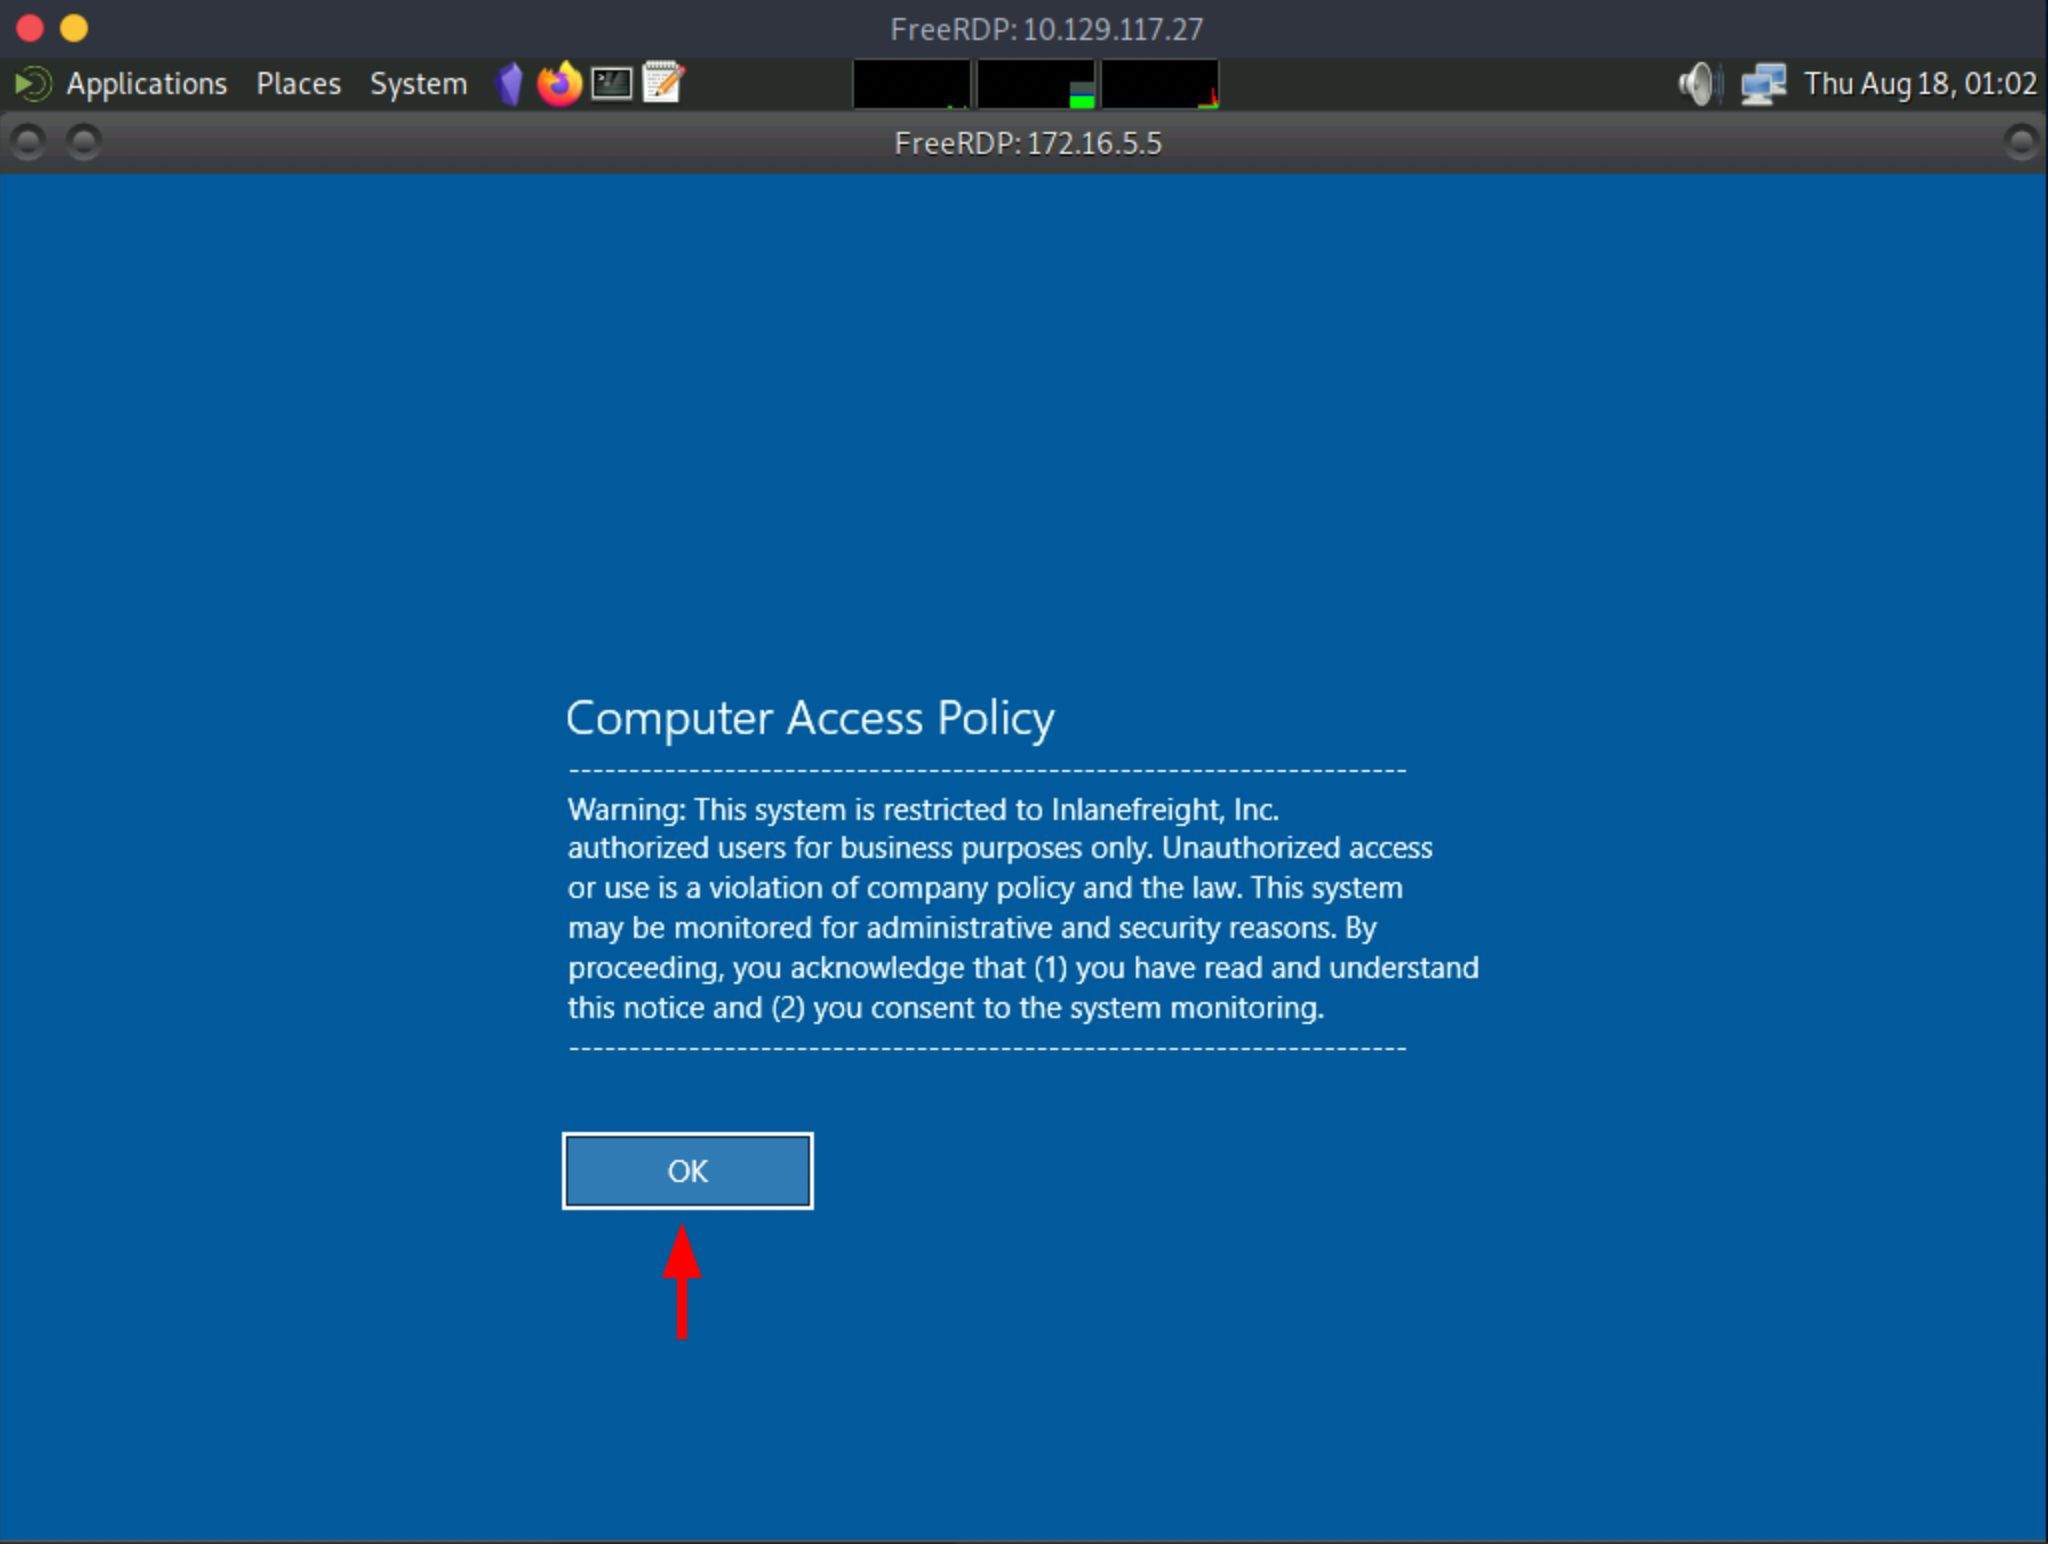 FreeRDP: 10.129.117.27
Applications Places System Thu Aug 18, 01:02
FreeRDP: 172.16.5.5
Computer Access Policy
----------------------------------------------------------------------
Warning: This system is restricted to Inlanefreight, Inc.
authorized users for business purposes only. Unauthorized access
or use is a violation of company policy and the law. This system
may be monitored for administrative and security reasons. By
proceeding, you acknowledge that (1) you have read and understand
this notice and (2) you consent to the system monitoring.
----------------------------------------------------------------------
OK